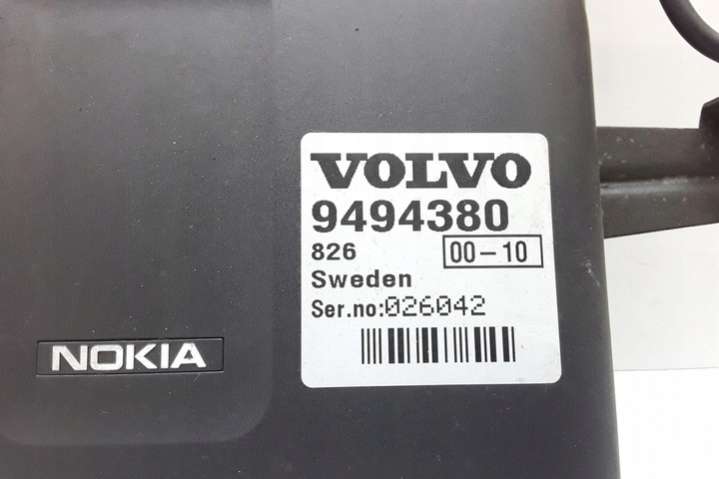 VOLVO
9494380
826 00-10
Sweden
Ser.no:026042
NOKIA